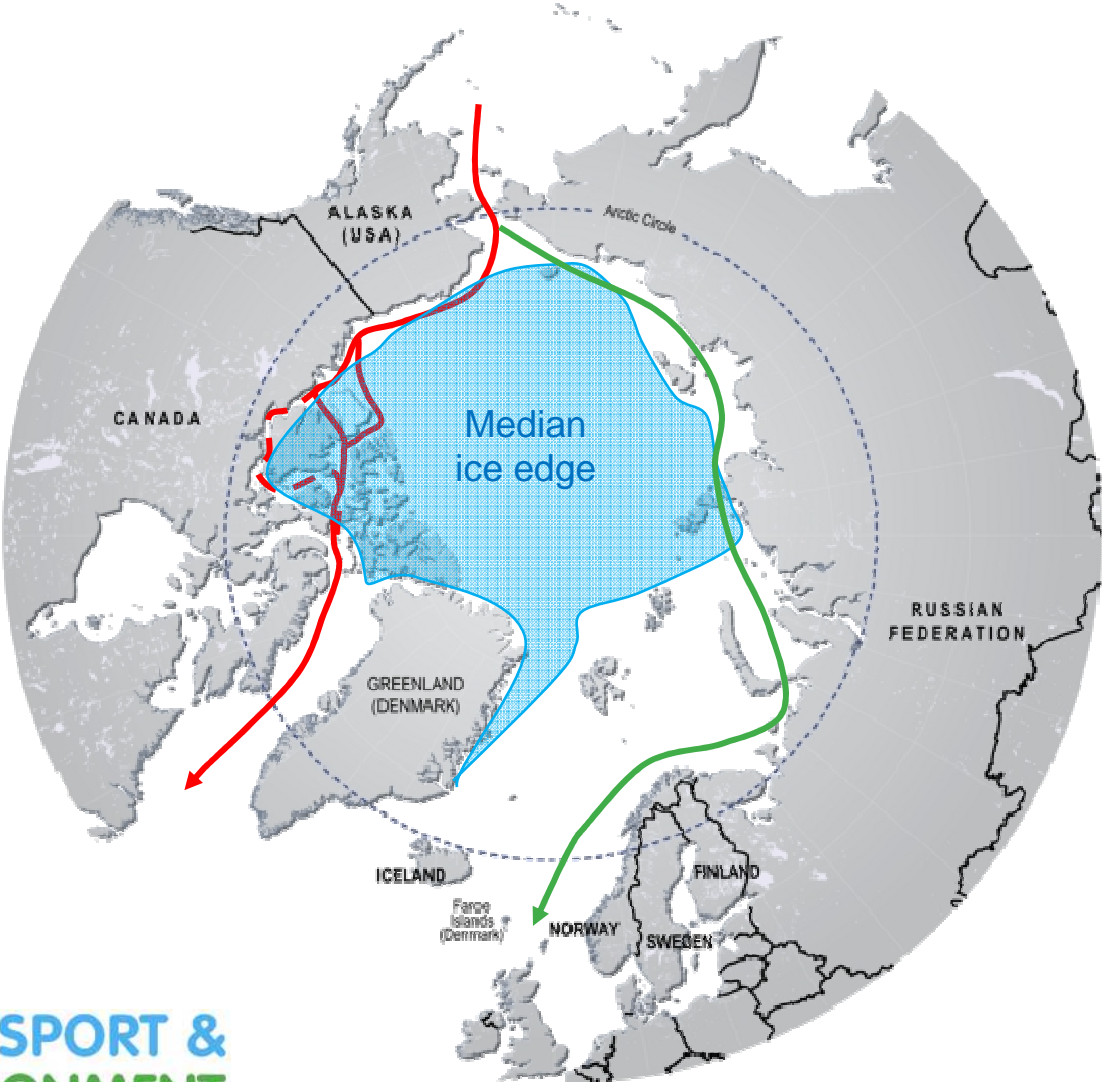 ALASKA
(USA)
Arctic Circle
CANADA
Median
ice edge
RUSSIAN
FEDERATION
GREENLAND
(DENMARK)
ICELAND
FINLAND
Faroe
Islands
(Denmark)
NORWAY
SWEDEN
SPORT &
ONMENT